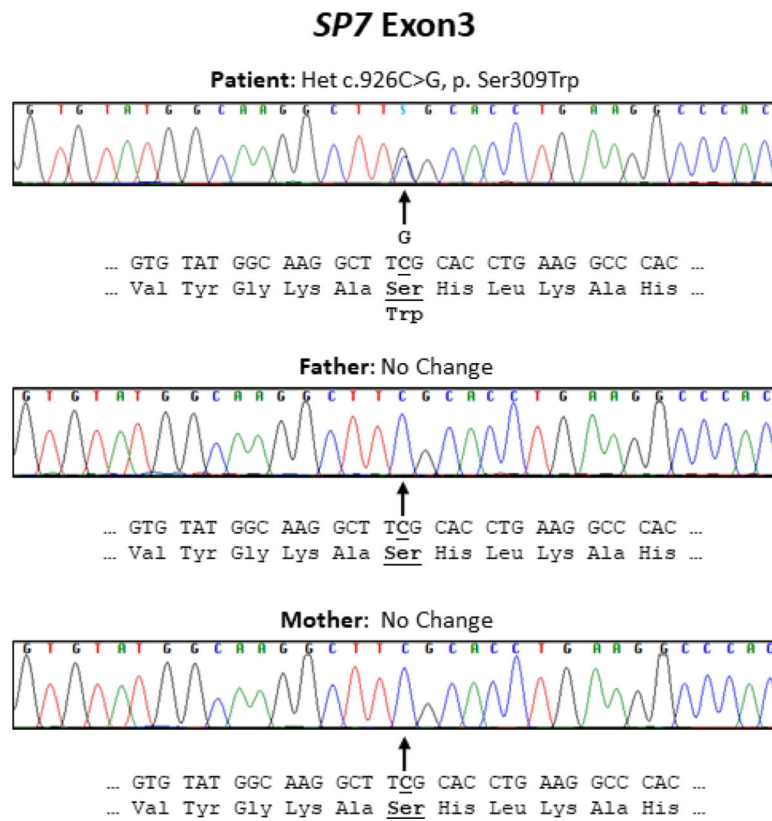 SP7 Exon3
Patient: Het c.926C>G, p. Ser309Trp
G T G T A T G G C A A G G C T T S G C A C C T G A A G G C C C A C
G
... GTG TAT GGC AAG GCT TCG CAC CTG AAG GCC CAC ...
... Val Tyr Gly Lys Ala Ser His Leu Lys Ala His ...
Trp
Father: No Change
G T G T A T G G C A A G G C T T C G C A C C T G A A G G C C C A C
... GTG TAT GGC AAG GCT TCG CAC CTG AAG GCC CAC ...
... Val Tyr Gly Lys Ala Ser His Leu Lys Ala His ...
Mother: No Change
G T G T A T G G C A A G G C T T C G C A C C T G A A G G C C C A C
... GTG TAT GGC AAG GCT TCG CAC CTG AAG GCC CAC ...
... Val Tyr Gly Lys Ala Ser His Leu Lys Ala His ...